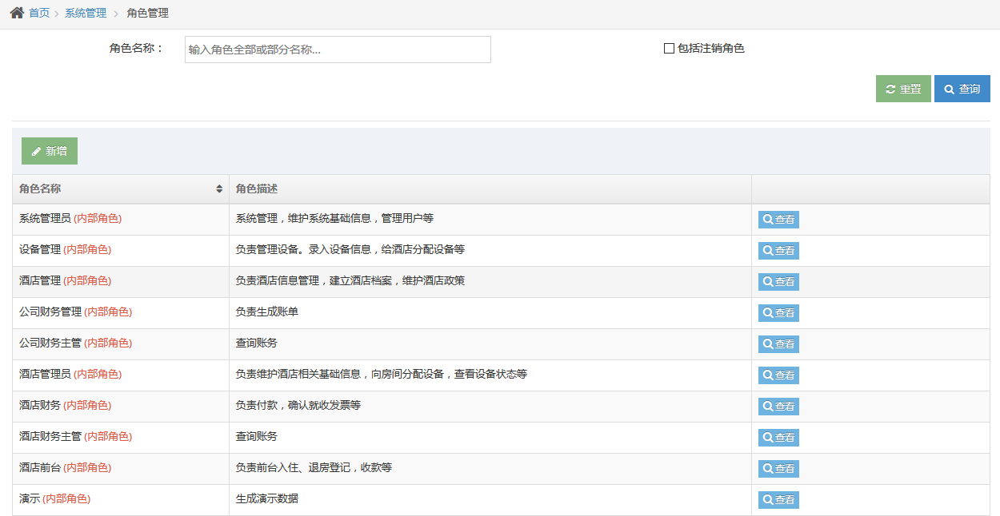 首页 系统管理 角色管理
角色名称： 输入角色全部或部分名称... 包括注销角色
重置 查询
新增
角色名称 角色描述
系统管理员 (内部角色) 系统管理，维护系统基础信息，管理用户等 查看
设备管理 (内部角色) 负责管理设备。录入设备信息，给酒店分配设备等 查看
酒店管理 (内部角色) 负责酒店信息管理，建立酒店档案，维护酒店政策 查看
公司财务管理 (内部角色) 负责生成账单 查看
公司财务主管 (内部角色) 查询账务 查看
酒店管理员 (内部角色) 负责维护酒店相关基础信息，向房间分配设备，查看设备状态等 查看
酒店财务 (内部角色) 负责付款，确认就收发票等 查看
酒店财务主管 (内部角色) 查询账务 查看
酒店前台 (内部角色) 负责前台入住、退房登记，收款等 查看
演示 (内部角色) 生成演示数据 查看